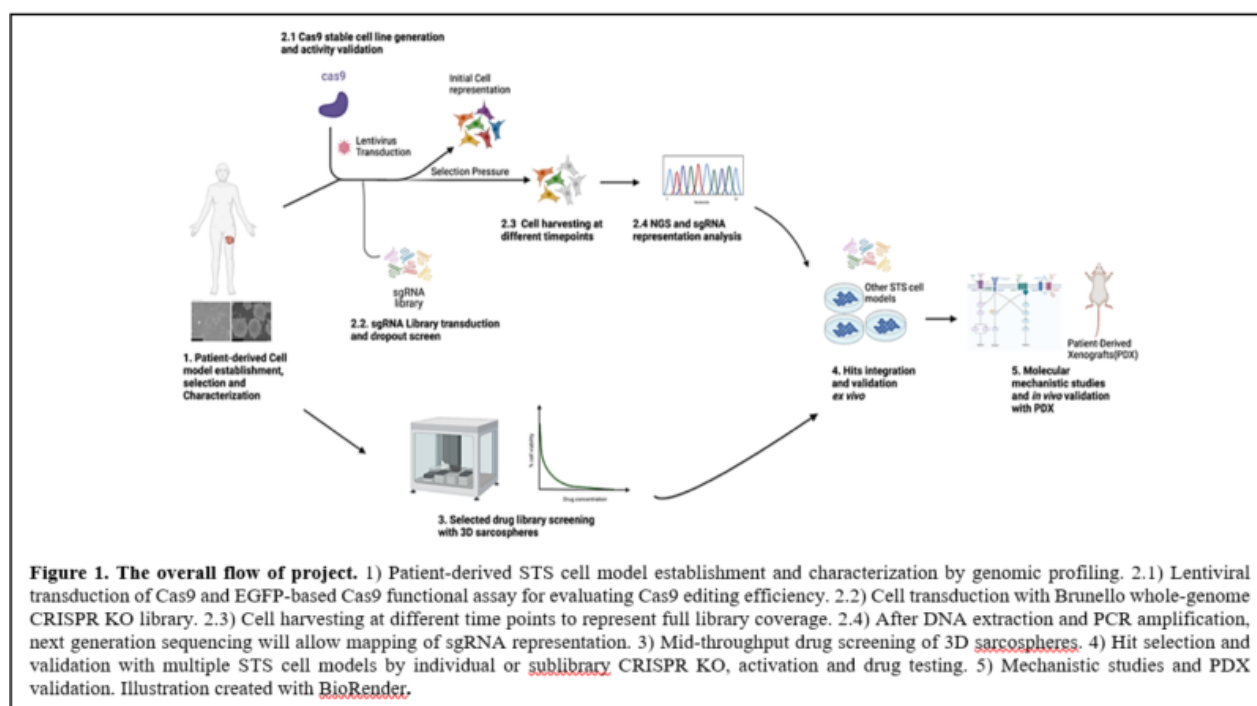 2.1 Cas9 stable cell line generation
and activity validation
cas9
Initial Cell
representation
Lentivirus
Transduction
Selection Pressure
2.3 Cell harvesting at
different timepoints
2.4 NGS and sgRNA
representation analysis
sgRNA
library
2.2. sgRNA Library transduction
and dropout screen
1. Patient-derived Cell
model establishment,
selection and
Characterization
Other STS cell
models
4. Hits integration
and validation
ex vivo
Patient-Derived
Xenografts(PDX)
5. Molecular
mechanistic studies
and in vivo validation
with PDX
% cell viability
Drug concentration
3. Selected drug library screening
with 3D sarcospheres
Figure 1. The overall flow of project. 1) Patient-derived STS cell model establishment and characterization by genomic profiling. 2.1) Lentiviral
transduction of Cas9 and EGFP-based Cas9 functional assay for evaluating Cas9 editing efficiency. 2.2) Cell transduction with Brunello whole-genome
CRISPR KO library. 2.3) Cell harvesting at different time points to represent full library coverage. 2.4) After DNA extraction and PCR amplification,
next generation sequencing will allow mapping of sgRNA representation. 3) Mid-throughput drug screening of 3D sarcospheres. 4) Hit selection and
validation with multiple STS cell models by individual or sublibrary CRISPR KO, activation and drug testing. 5) Mechanistic studies and PDX
validation. Illustration created with BioRender.